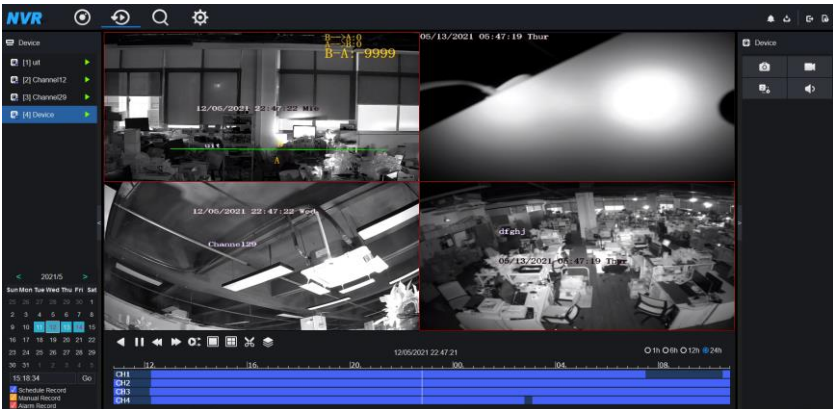 NVR
Device
[1] uit
[2] Channel12
[3] Channel29
[4] Device
B-->A:0
A-->B:0
B-A: 9999
12/05/2021 22:47:22 Mie
uit
A
05/13/2021 05:47:19 Thur
12/05/2021 22:47:22 Wed
Channel29
dfghj
05/13/2021 05:47:19 Thur
Device
< 2021/5 >
Sun Mon Tue Wed Thu Fri Sat
25 26 27 28 29 30 1
2 3 4 5 6 7 8
9 10 11 12 13 14 15
16 17 18 19 20 21 22
23 24 25 26 27 28 29
30 31 1 2 3 4 5
15:18:34 Go
Schedule Record
Manual Record
Alarm Record
12/05/2021 22:47:21
1h 6h 12h 24h
12. 16. 20. 00. 04. 08.
CH1
CH2
CH3
CH4